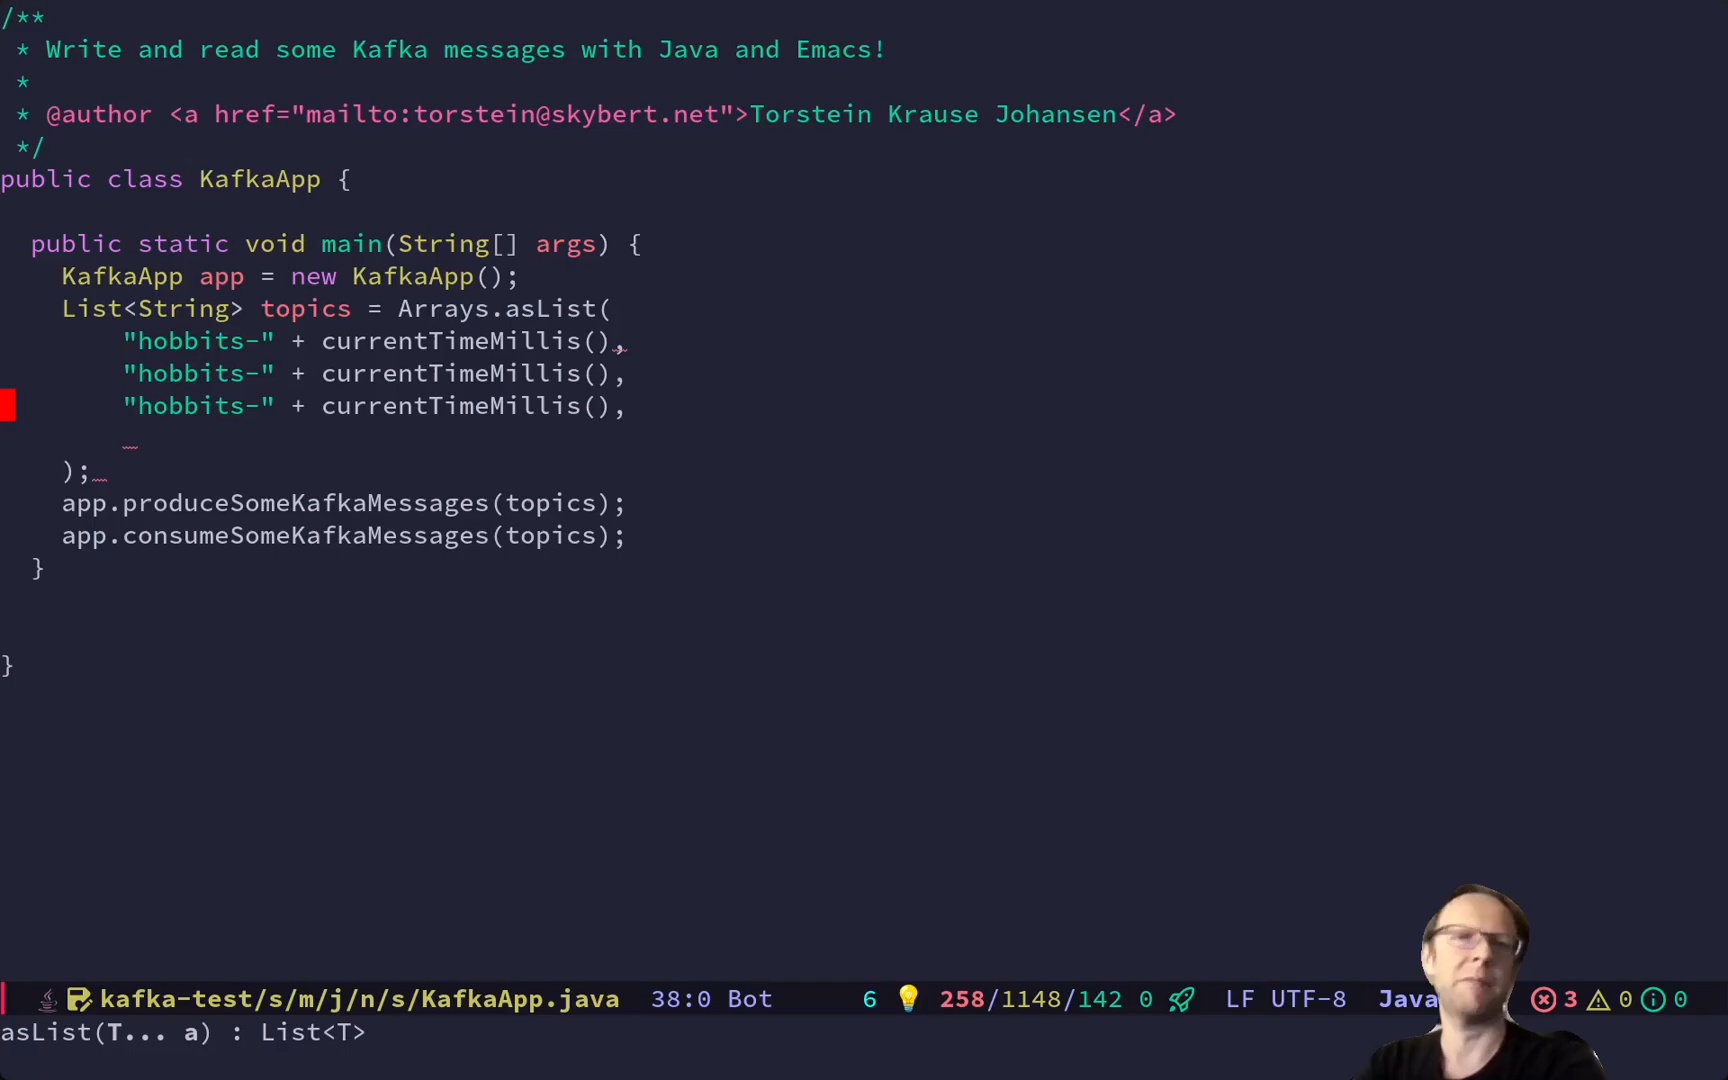 /**
 * Write and read some Kafka messages with Java and Emacs!
 *
 * @author <a href="mailto:torstein@skybert.net">Torstein Krause Johansen</a>
 */
public class KafkaApp {
  public static void main(String[] args) {
    KafkaApp app = new KafkaApp();
    List<String> topics = Arrays.asList(
        "hobbits-" + currentTimeMillis(),
        "hobbits-" + currentTimeMillis(),
        "hobbits-" + currentTimeMillis(),
    );
    app.produceSomeKafkaMessages(topics);
    app.consumeSomeKafkaMessages(topics);
  }
}
kafka-test/s/m/j/n/s/KafkaApp.java 38:0 Bot 6 258/1148/142 0 LF UTF-8 Java 3 0 0
asList(T... a) : List<T>